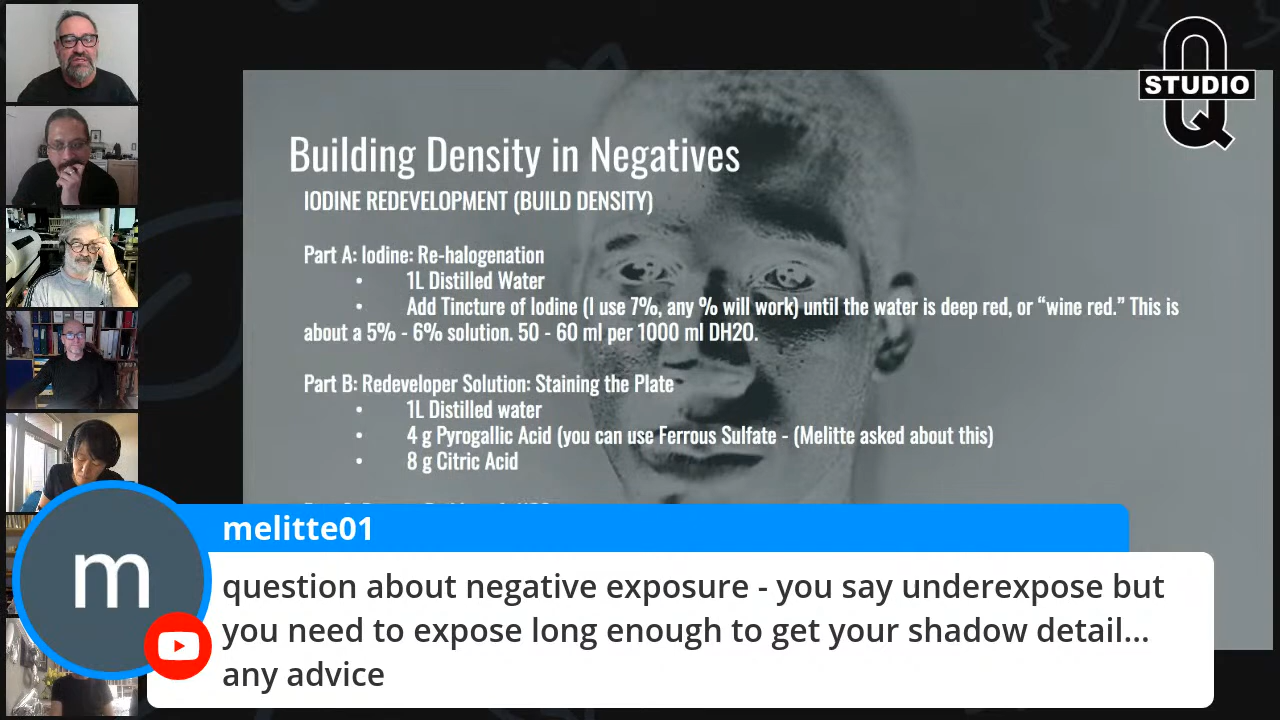 STUDIO
Q
Building Density in Negatives
IODINE REDEVELOPMENT (BUILD DENSITY)
Part A: Iodine: Re-halogenation
• 1L Distilled Water
• Add Tincture of Iodine (I use 7%, any % will work) until the water is deep red, or “wine red.” This is
about a 5% - 6% solution. 50 - 60 ml per 1000 ml DH2O.
Part B: Redeveloper Solution: Staining the Plate
• 1L Distilled water
• 4 g Pyrogallic Acid (you can use Ferrous Sulfate - (Melitte asked about this)
• 8 g Citric Acid
m
melitte01
question about negative exposure - you say underexpose but
you need to expose long enough to get your shadow detail...
any advice